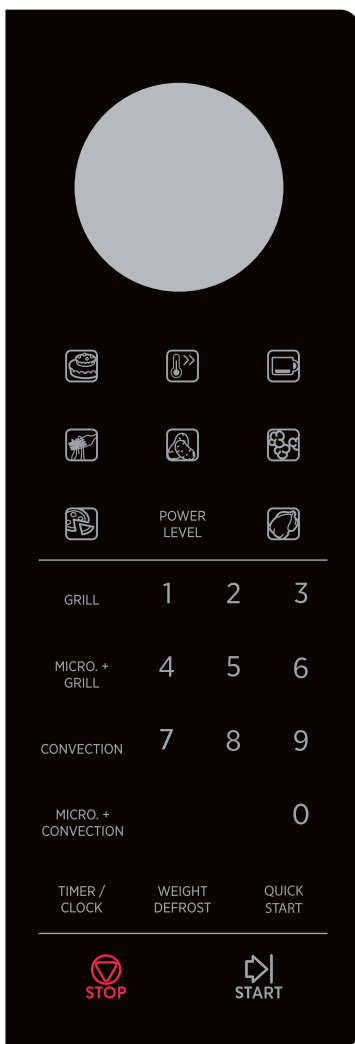 POWER
LEVEL
GRILL 1 2 3
MICRO. +
GRILL 4 5 6
CONVECTION 7 8 9
MICRO. +
CONVECTION 0
TIMER /
CLOCK
WEIGHT
DEFROST
QUICK
START
STOP START